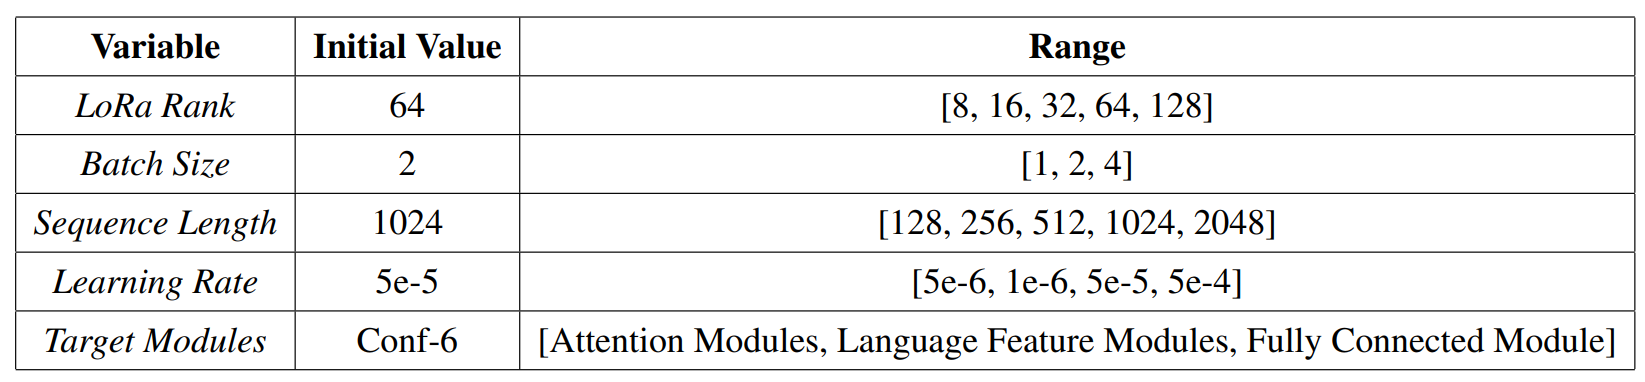 Variable Initial Value Range
LoRa Rank 64 [8, 16, 32, 64, 128]
Batch Size 2 [1, 2, 4]
Sequence Length 1024 [128, 256, 512, 1024, 2048]
Learning Rate 5e-5 [5e-6, 1e-6, 5e-5, 5e-4]
Target Modules Conf-6 [Attention Modules, Language Feature Modules, Fully Connected Module]